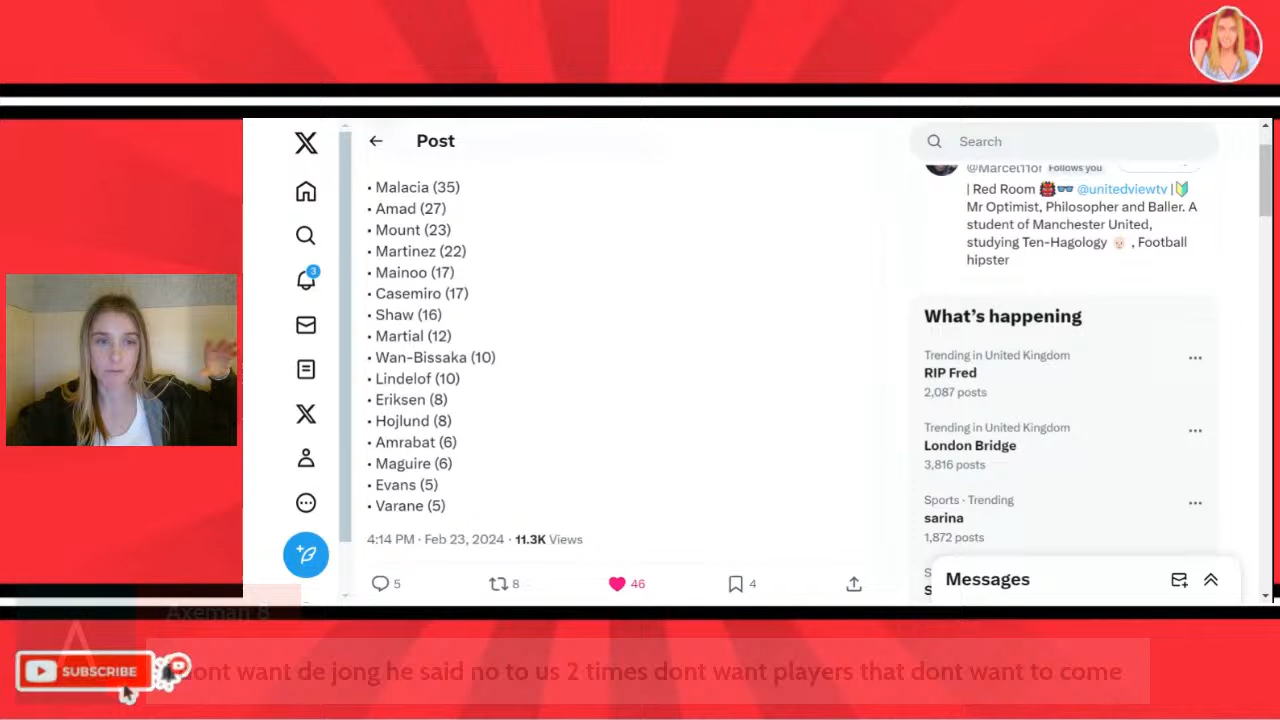 Post
• Malacia (35)
• Amad (27)
• Mount (23)
• Martinez (22)
• Mainoo (17)
• Casemiro (17)
• Shaw (16)
• Martial (12)
• Wan-Bissaka (10)
• Lindelof (10)
• Eriksen (8)
• Hojlund (8)
• Amrabat (6)
• Maguire (6)
• Evans (5)
• Varane (5)
4:14 PM · Feb 23, 2024 · 11.3K Views
5 8 46 4
3
Search
@Marcel11or Follows you
| Red Room @unitedviewtv |
Mr Optimist, Philosopher and Baller. A
student of Manchester United,
studying Ten-Hagology , Football
hipster
What's happening
Trending in United Kingdom
RIP Fred
2,087 posts
Trending in United Kingdom
London Bridge
3,816 posts
Sports · Trending
sarina
1,872 posts
Messages
Axeman 8
A
SUBSCRIBE
dont want de jong he said no to us 2 times dont want players that dont want to come